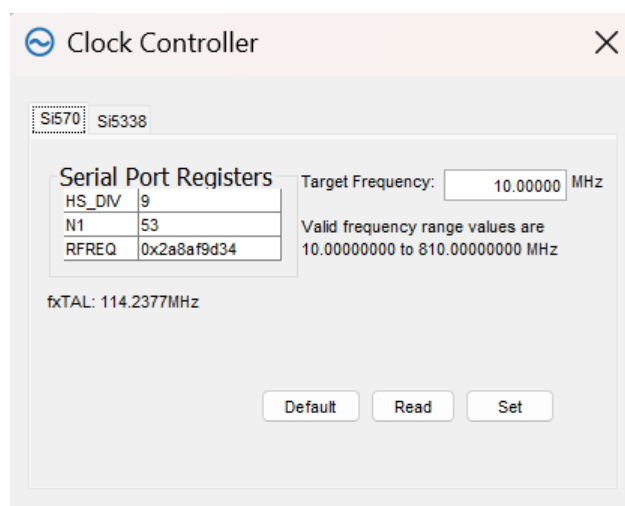 Clock Controller
Si570 Si5338
Serial Port Registers
HS_DIV 9
N1 53
RFREQ 0x2a8af9d34
fxTAL: 114.2377MHz
Target Frequency: 10.00000 MHz
Valid frequency range values are
10.00000000 to 810.00000000 MHz
Default Read Set